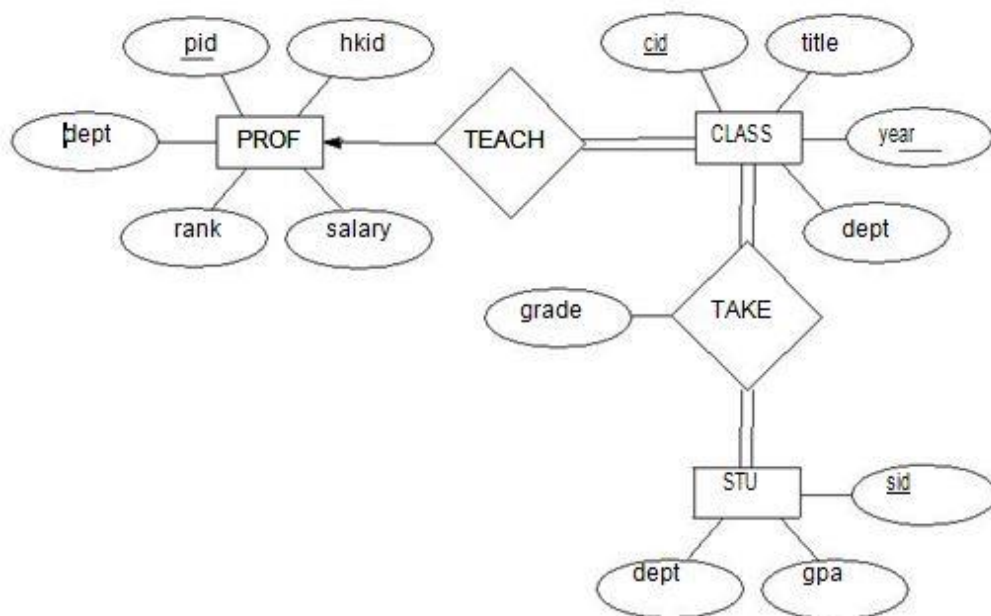 pid
hkid
cid
title
dept
PROF
TEACH
CLASS
year
rank
salary
dept
grade
TAKE
STU
sid
dept
gpa